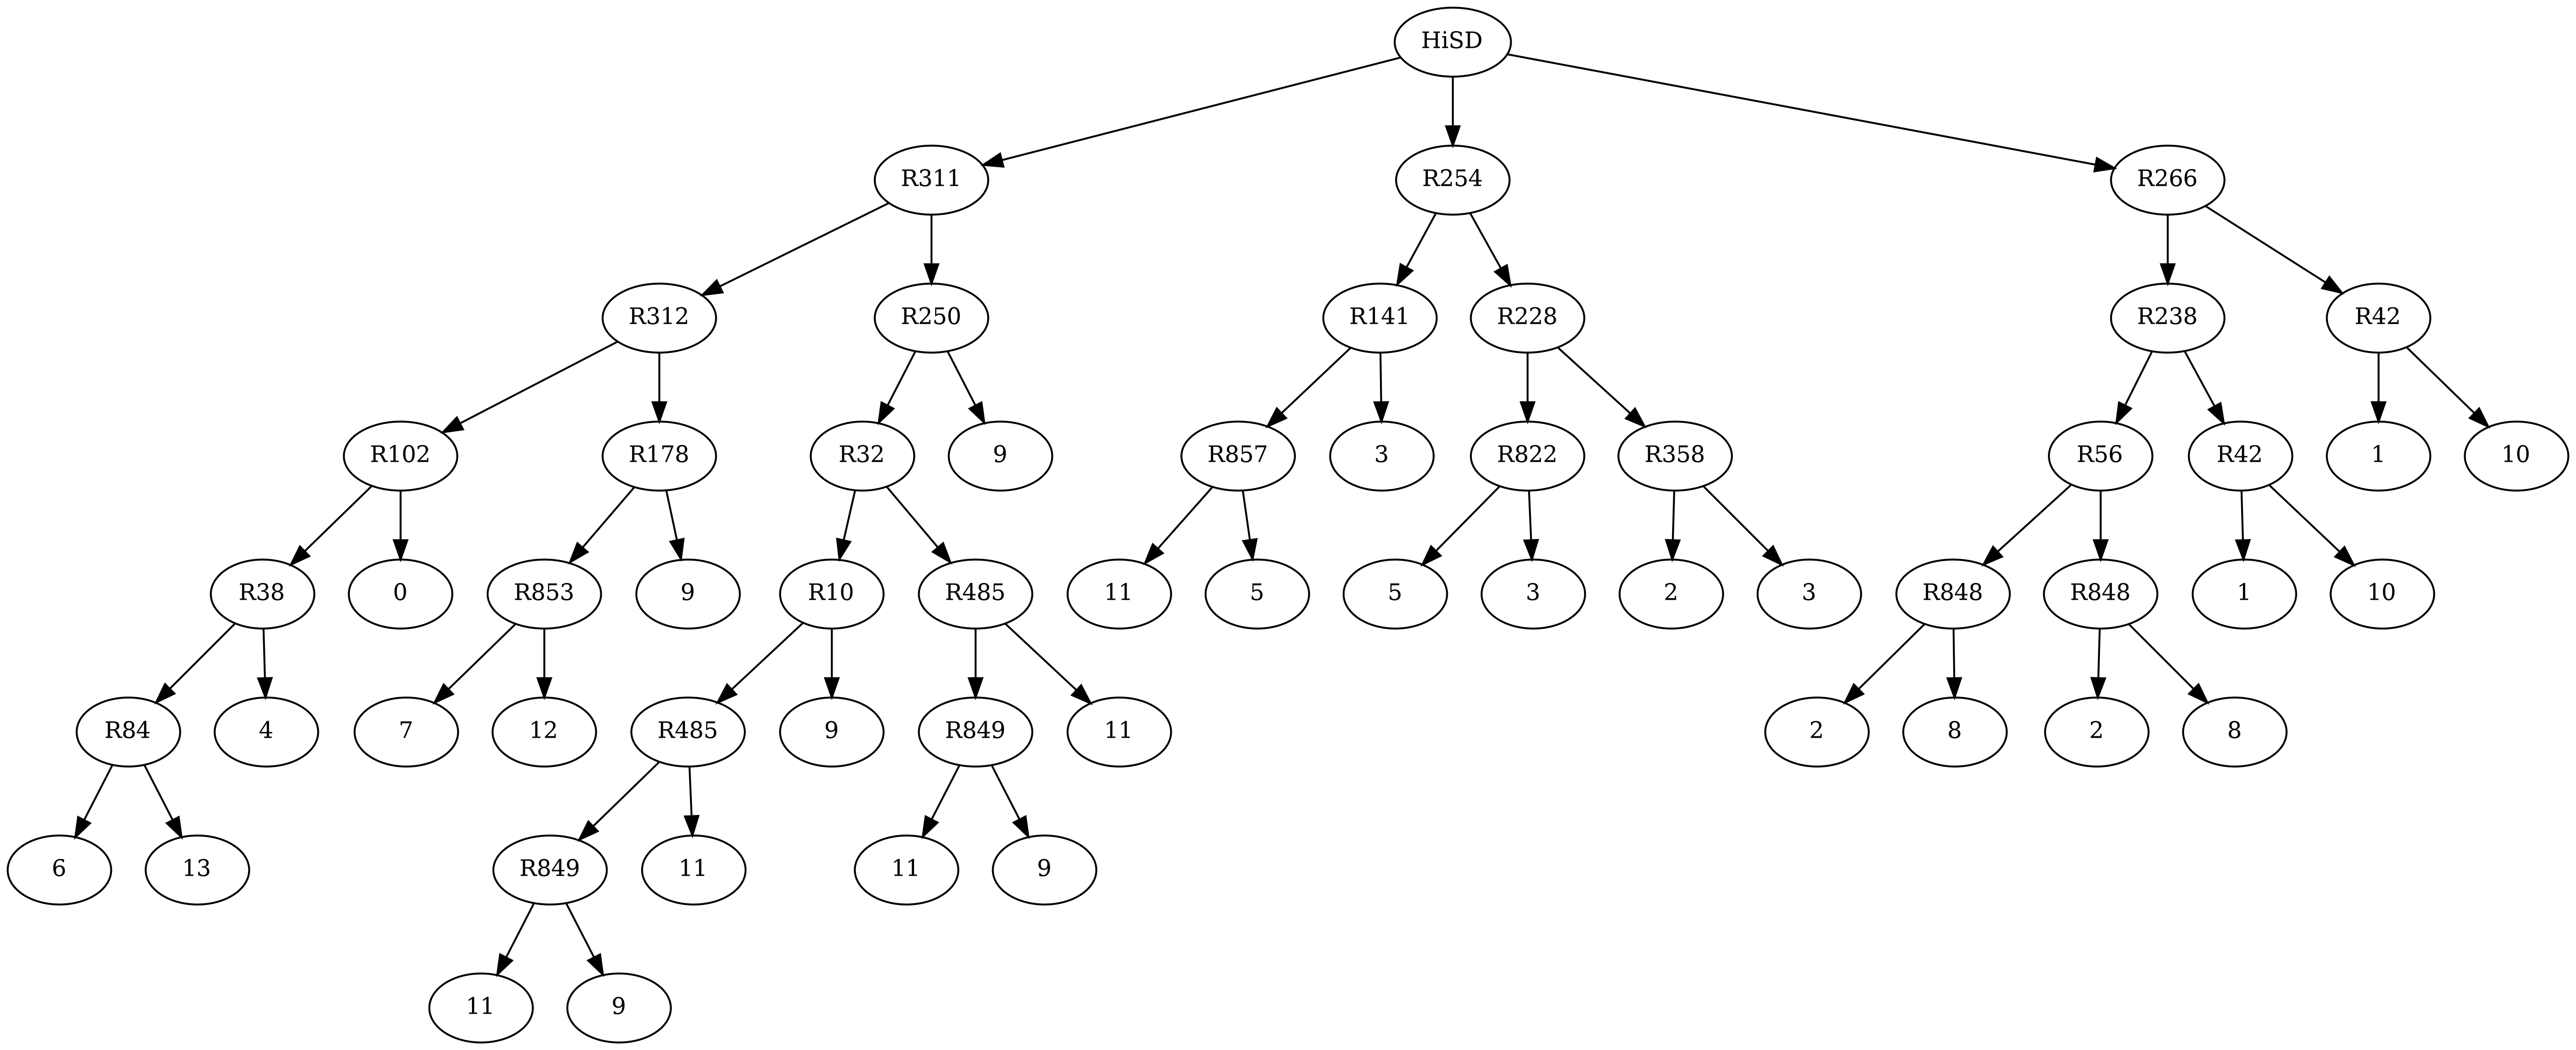 HiSD
R311 R254 R266
R312 R250 R141 R228 R238 R42
R102 R178 R32 9 R857 3 R822 R358 R56 R42 1 10
R38 0 R853 9 R10 R485 11 5 5 3 2 3 R848 R848 1 10
R84 4 7 12 R485 9 R849 11 2 8 2 8
6 13 R849 11 11 9
11 9